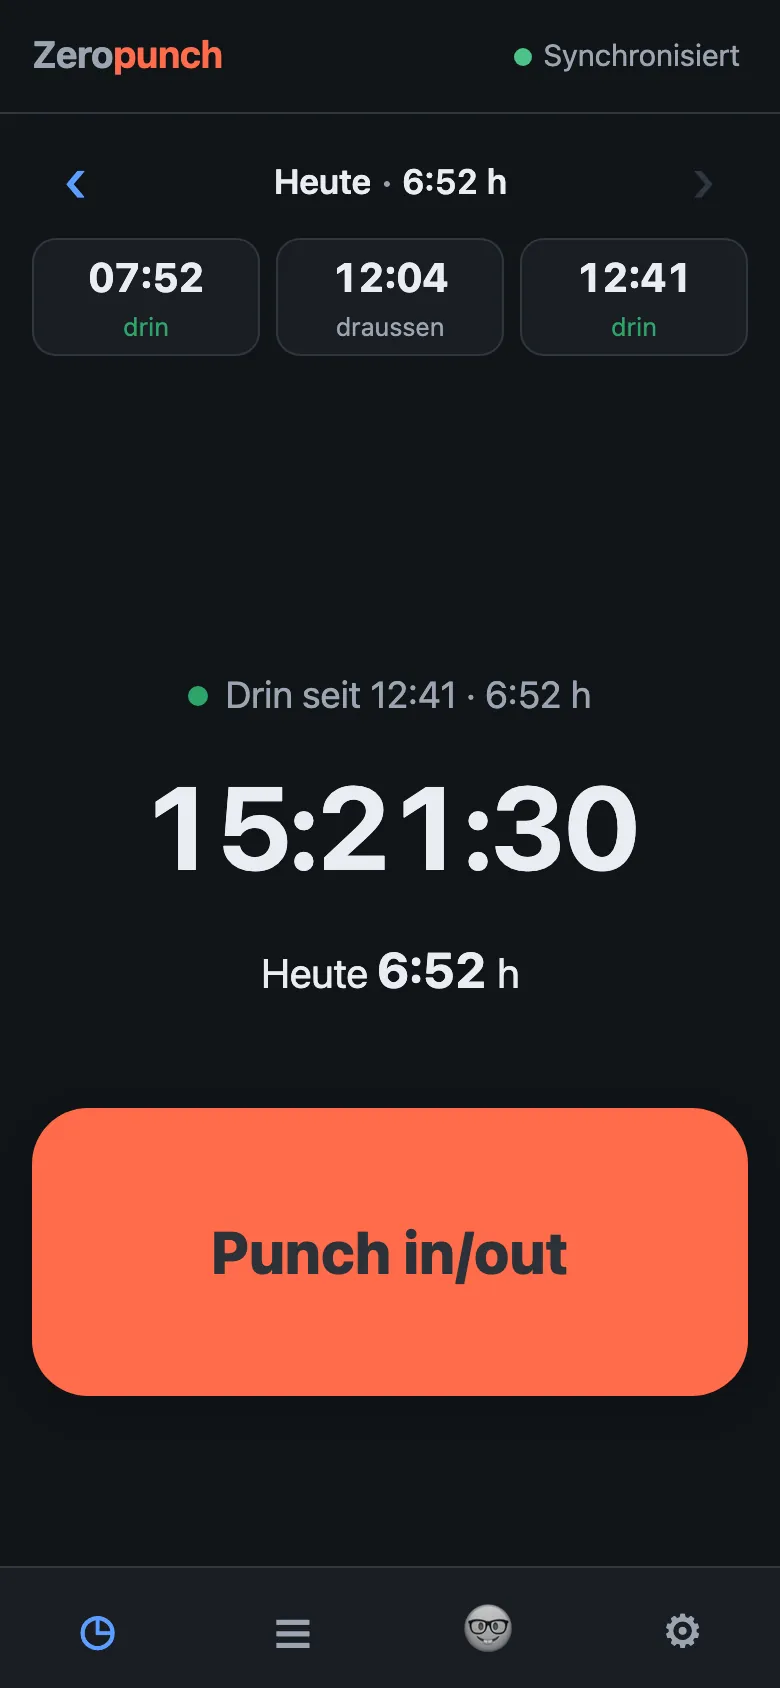 Zeropunch
Synchronisiert
Heute · 6:52 h
07:52
drin
12:04
draussen
12:41
drin
Drin seit 12:41 · 6:52 h
15:21:30
Heute 6:52 h
Punch in/out